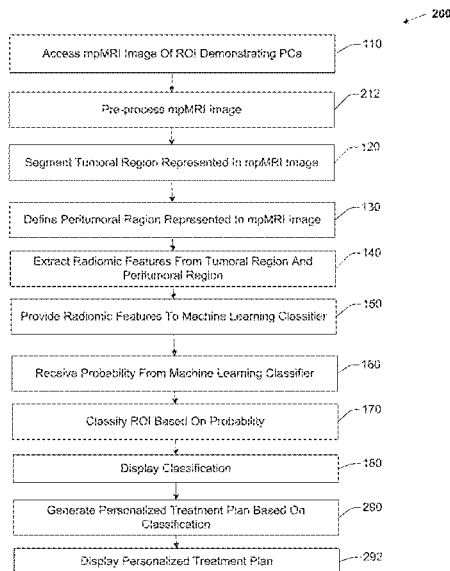 200
Access mpMRI Image Of ROI Demonstrating PCa
110
Pre-process mpMRI Image
212
Segment Tumoral Region Represented In mpMRI Image
120
Define Peritumoral Region Represented In mpMRI Image
130
Extract Radiomic Features From Tumoral Region And
Peritumoral Region
140
Provide Radiomic Features To Machine Learning Classifier
150
Receive Probability From Machine Learning Classifier
160
Classify ROI Based On Probability
170
Display Classification
180
Generate Personalized Treatment Plan Based On
Classification
290
Display Personalized Treatment Plan
292